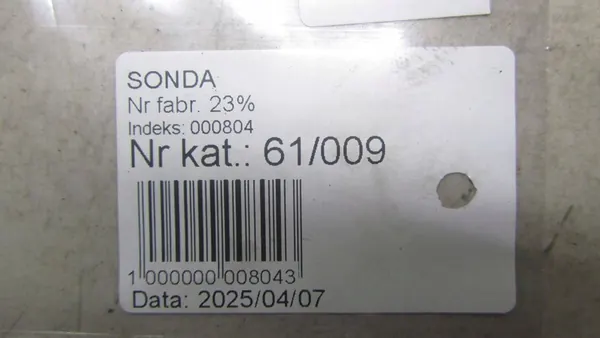 SONDA
Nr fabr. 23%
Indeks: 000804
Nr kat.: 61/009
1 000000 008043
Data: 2025/04/07